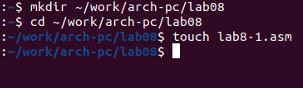 :~$ mkdir ~/work/arch-pc/lab08
:~$ cd ~/work/arch-pc/lab08
:~/work/arch-pc/lab08$ touch lab8-1.asm
:~/work/arch-pc/lab08$